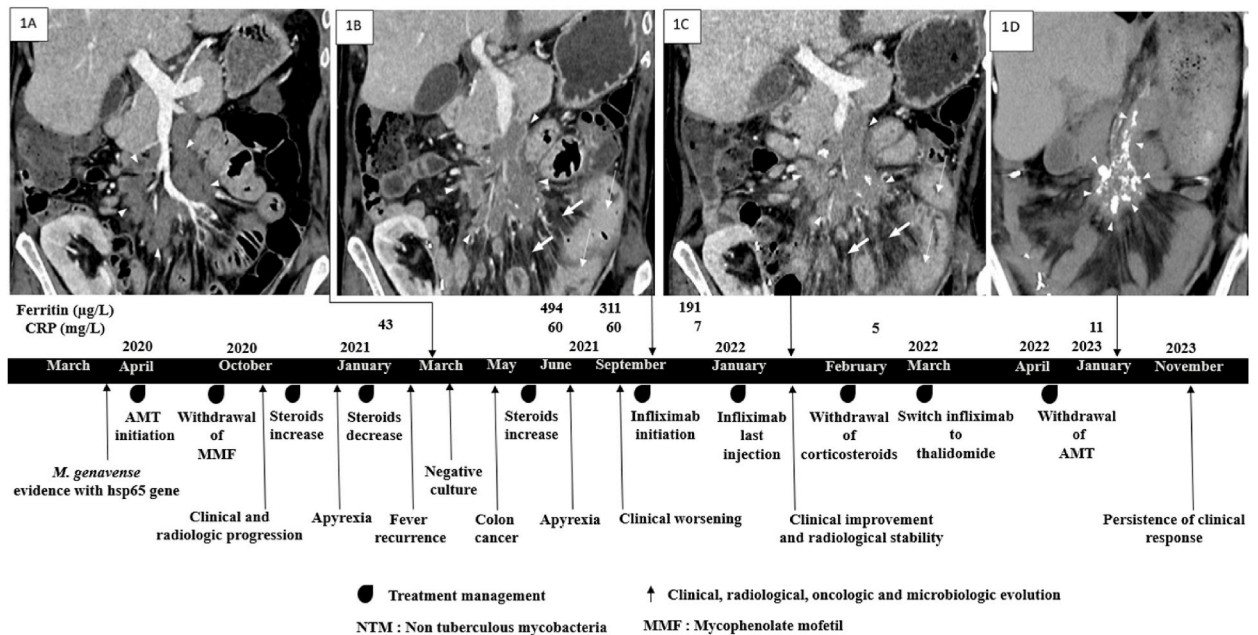 1A
1B
1C
1D
Ferritin (µg/L) 494 311 191
CRP (mg/L) 43 60 60 7 5 11
2020 2020 2021 2021 2022 2022 2022 2023 2023
March April October January March May June September January February March April January November
AMT initiation
Withdrawal of MMF
Steroids increase
Steroids decrease
Steroids increase
Infliximab initiation
Infliximab last injection
Withdrawal of corticosteroids
Switch infliximab to thalidomide
Withdrawal of AMT
M. genavense
evidence with hsp65 gene
Clinical and
radiologic progression
Apyrexia
Fever
recurrence
Negative
culture
Colon
cancer
Apyrexia
Clinical worsening
Clinical improvement
and radiological stability
Persistence of clinical
response
Treatment management
Clinical, radiological, oncologic and microbiologic evolution
NTM : Non tuberculous mycobacteria
MMF : Mycophenolate mofetil